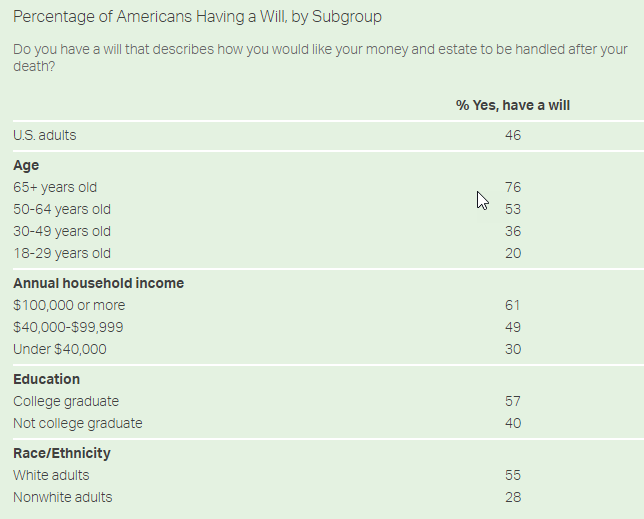 Percentage of Americans Having a Will, by Subgroup
Do you have a will that describes how you would like your money and estate to be handled after your
death?
% Yes, have a will
U.S. adults 46
Age
65+ years old 76
50-64 years old 53
30-49 years old 36
18-29 years old 20
Annual household income
$100,000 or more 61
$40,000-$99,999 49
Under $40,000 30
Education
College graduate 57
Not college graduate 40
Race/Ethnicity
White adults 55
Nonwhite adults 28